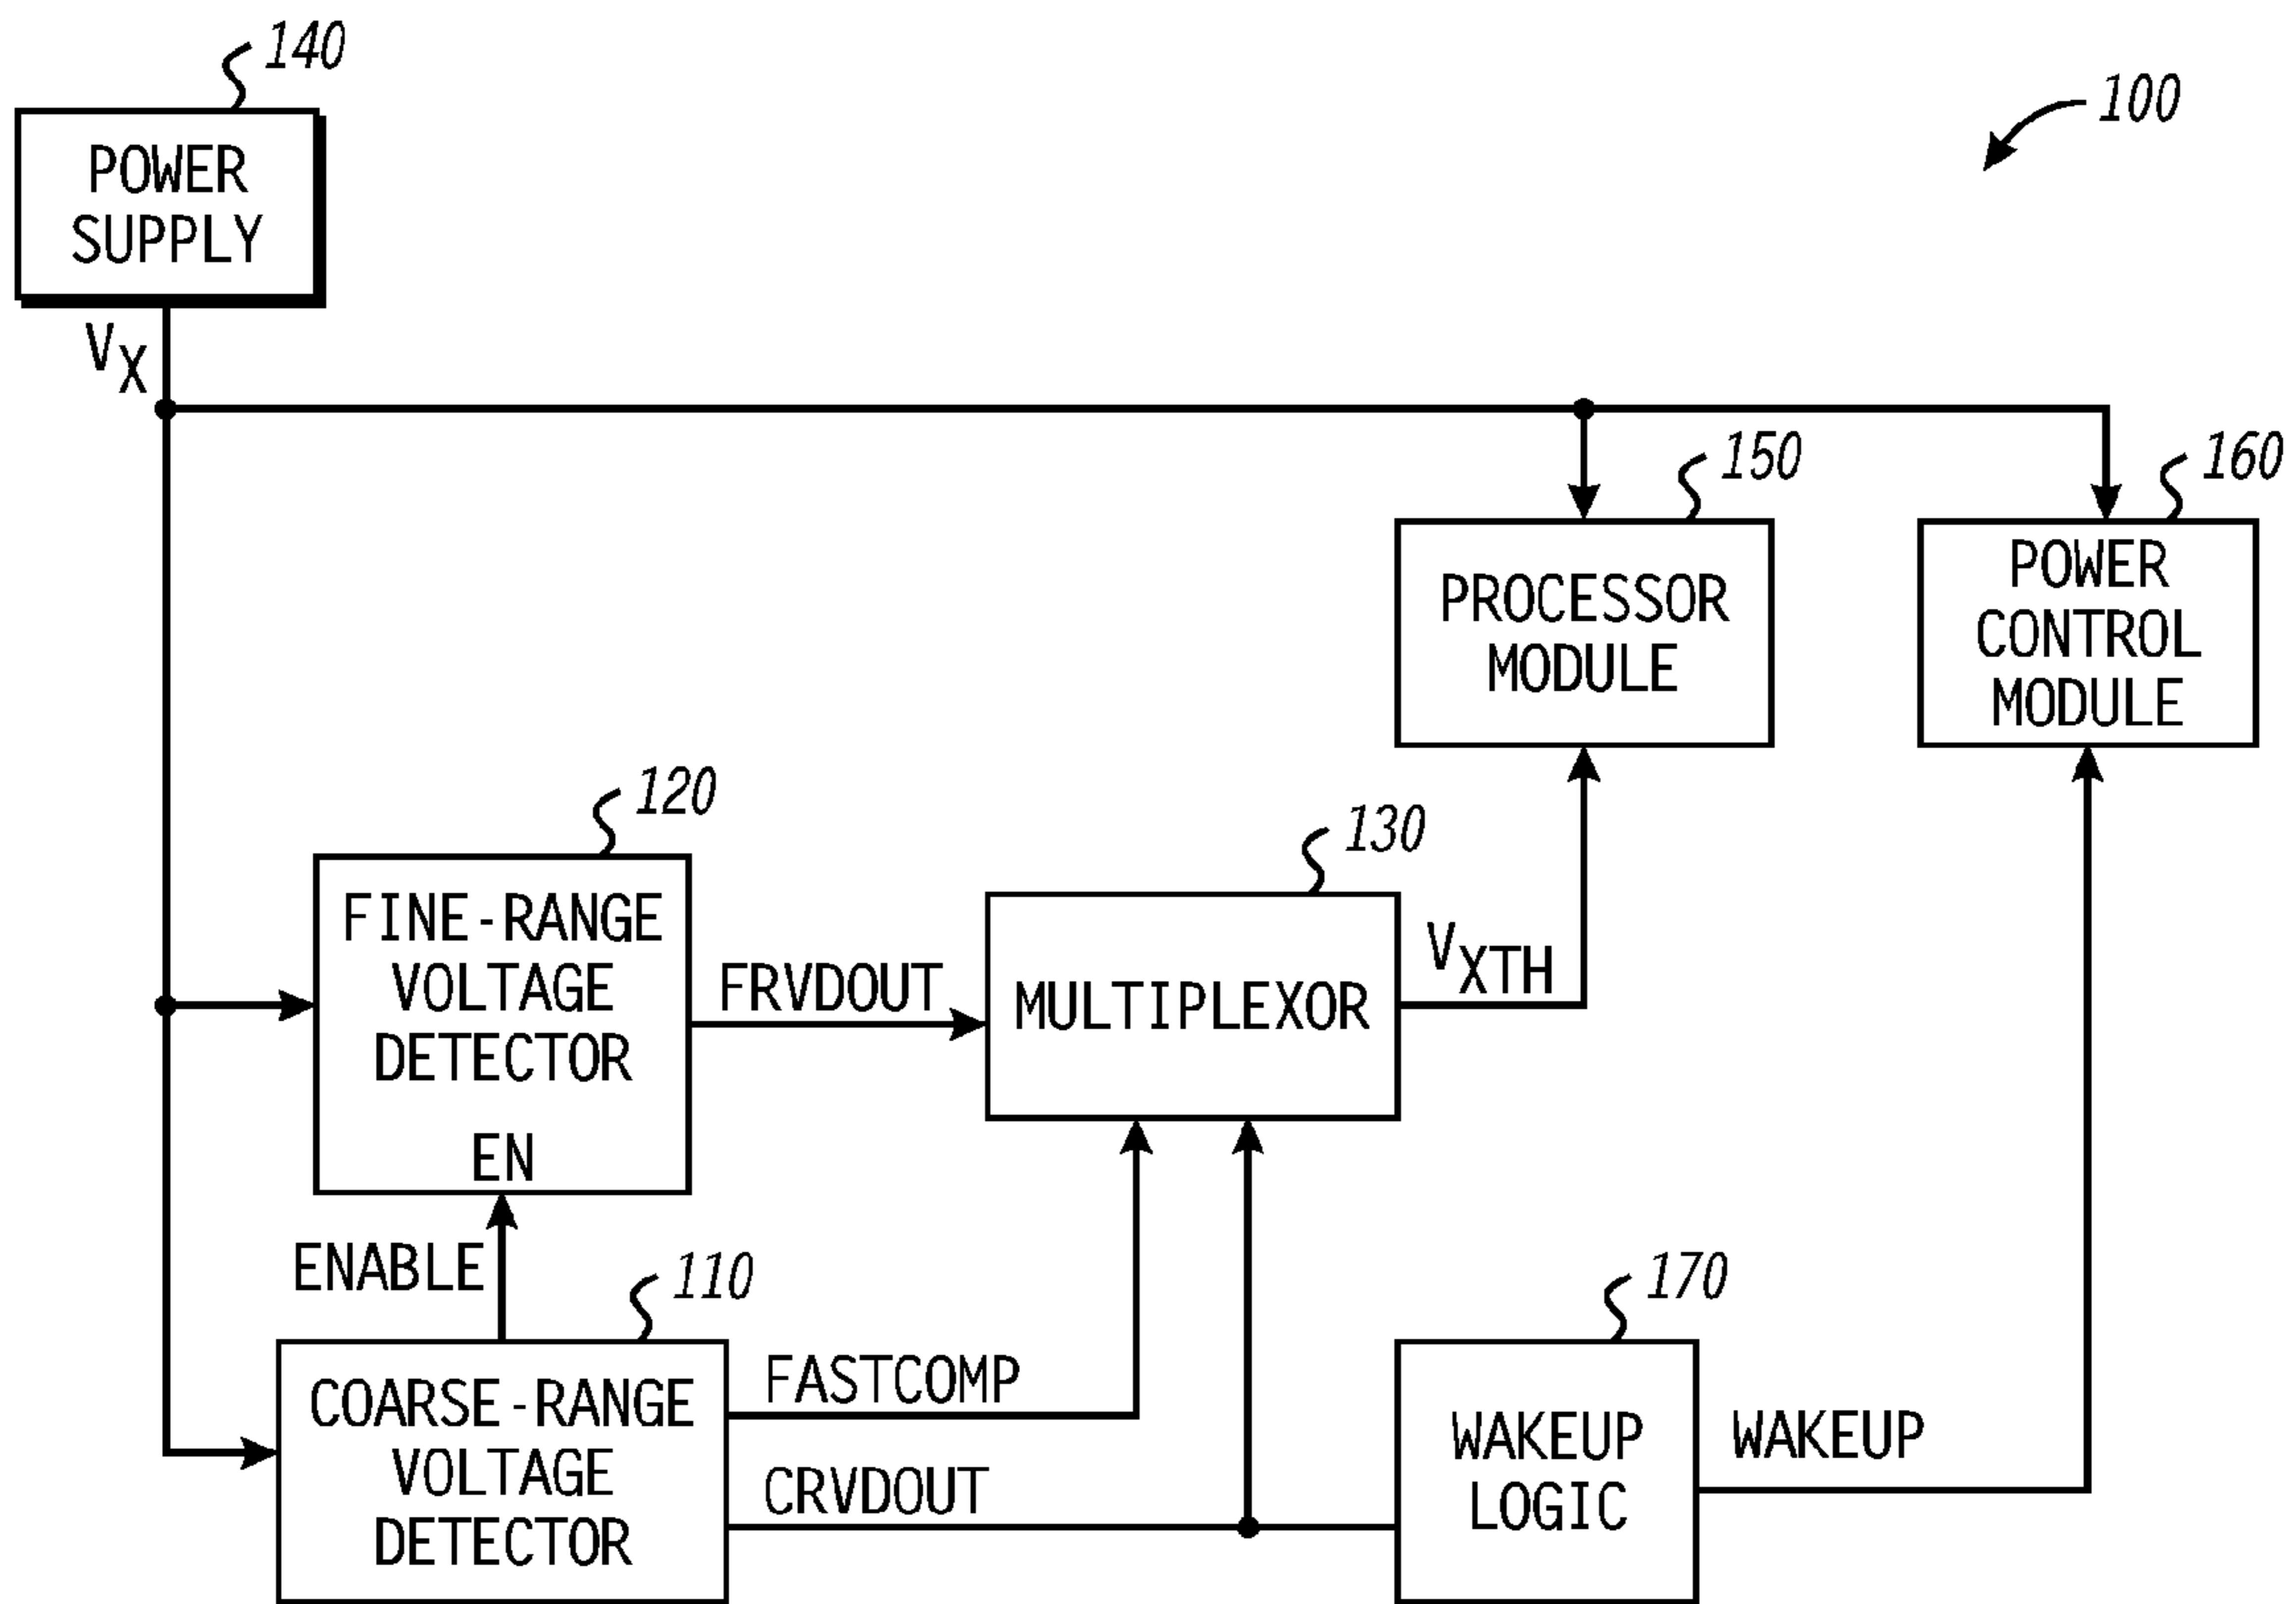 140
100
POWER
SUPPLY
VX
150
160
PROCESSOR
MODULE
POWER
CONTROL
MODULE
120
130
FINE-RANGE
VOLTAGE
DETECTOR
EN
FRVDOUT
MULTIPLEXOR
VXTH
ENABLE
110
170
COARSE-RANGE
VOLTAGE
DETECTOR
FASTCOMP
CRVDOUT
WAKEUP
LOGIC
WAKEUP